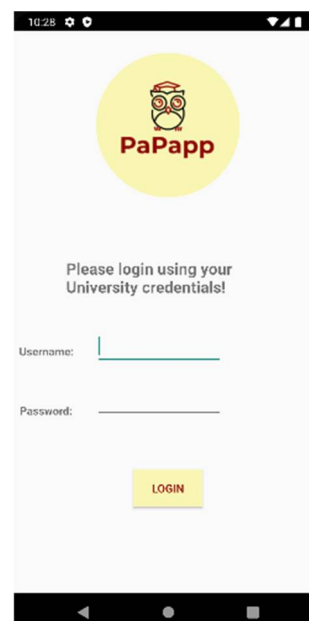 10:28
PaPapp
Please login using your
University credentials!
Username:
Password:
LOGIN